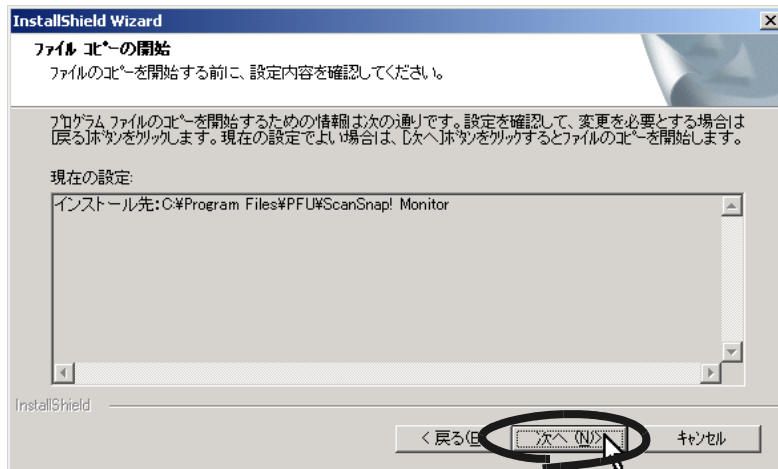 InstallShield Wizard
ファイル コピーの開始
ファイルのコピーを開始する前に、設定内容を確認してください。
プログラム ファイルのコピーを開始するための情報は次の通りです。設定を確認して、変更を必要とする場合は
[戻る]ボタンをクリックします。現在の設定でよい場合は、[次へ]ボタンをクリックするとファイルのコピーを開始します。
現在の設定:
インストール先:C:¥Program Files¥PFU¥ScanSnap! Monitor
InstallShield
< 戻る(B
次へ (N)>
キャンセル